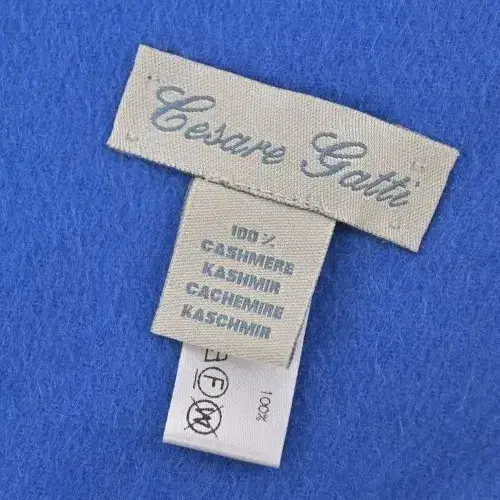 Cesare Gatti
100%
CASHMERE
KASHMIR
CACHEMIRE
KASCHMIR
F
W
100%